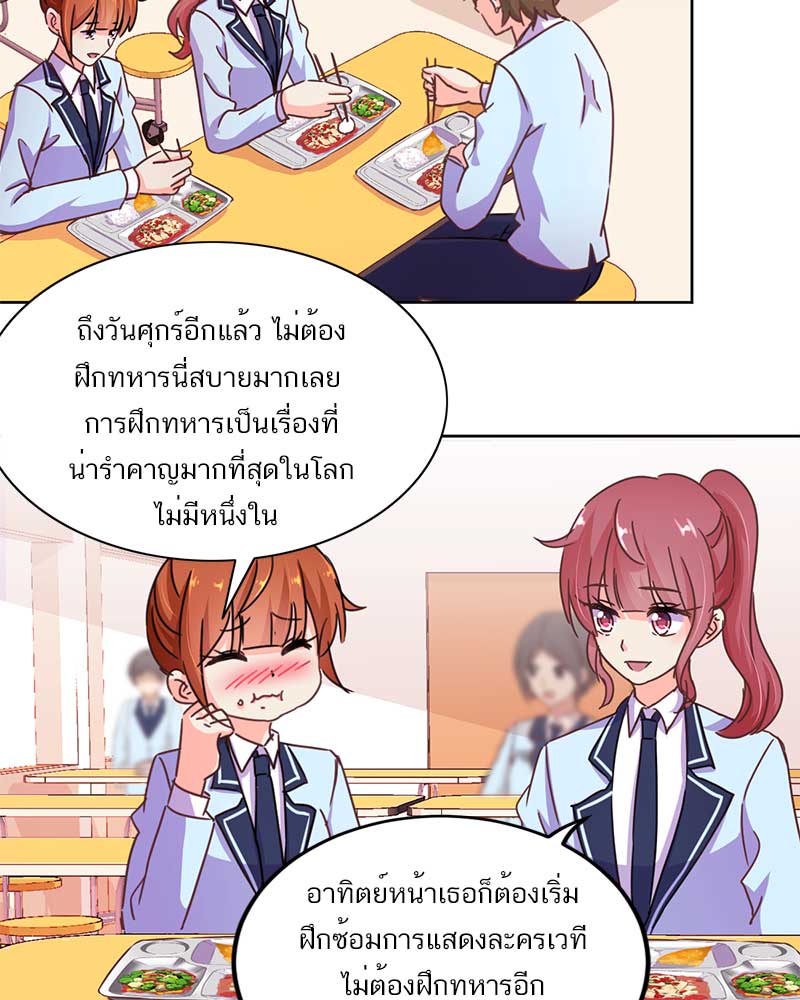 ถึงวันศุกร์อีกแล้ว ไม่ต้อง
ฝึกทหารนี่สบายมากเลย
การฝึกทหารเป็นเรื่องที่
น่ารำคาญมากที่สุดในโลก
ไม่มีหนึ่งใน
อาทิตย์หน้าเธอก็ต้องเริ่ม
ฝึกซ้อมการแสดงละครเวที
ไม่ต้องฝึกทหารอีก